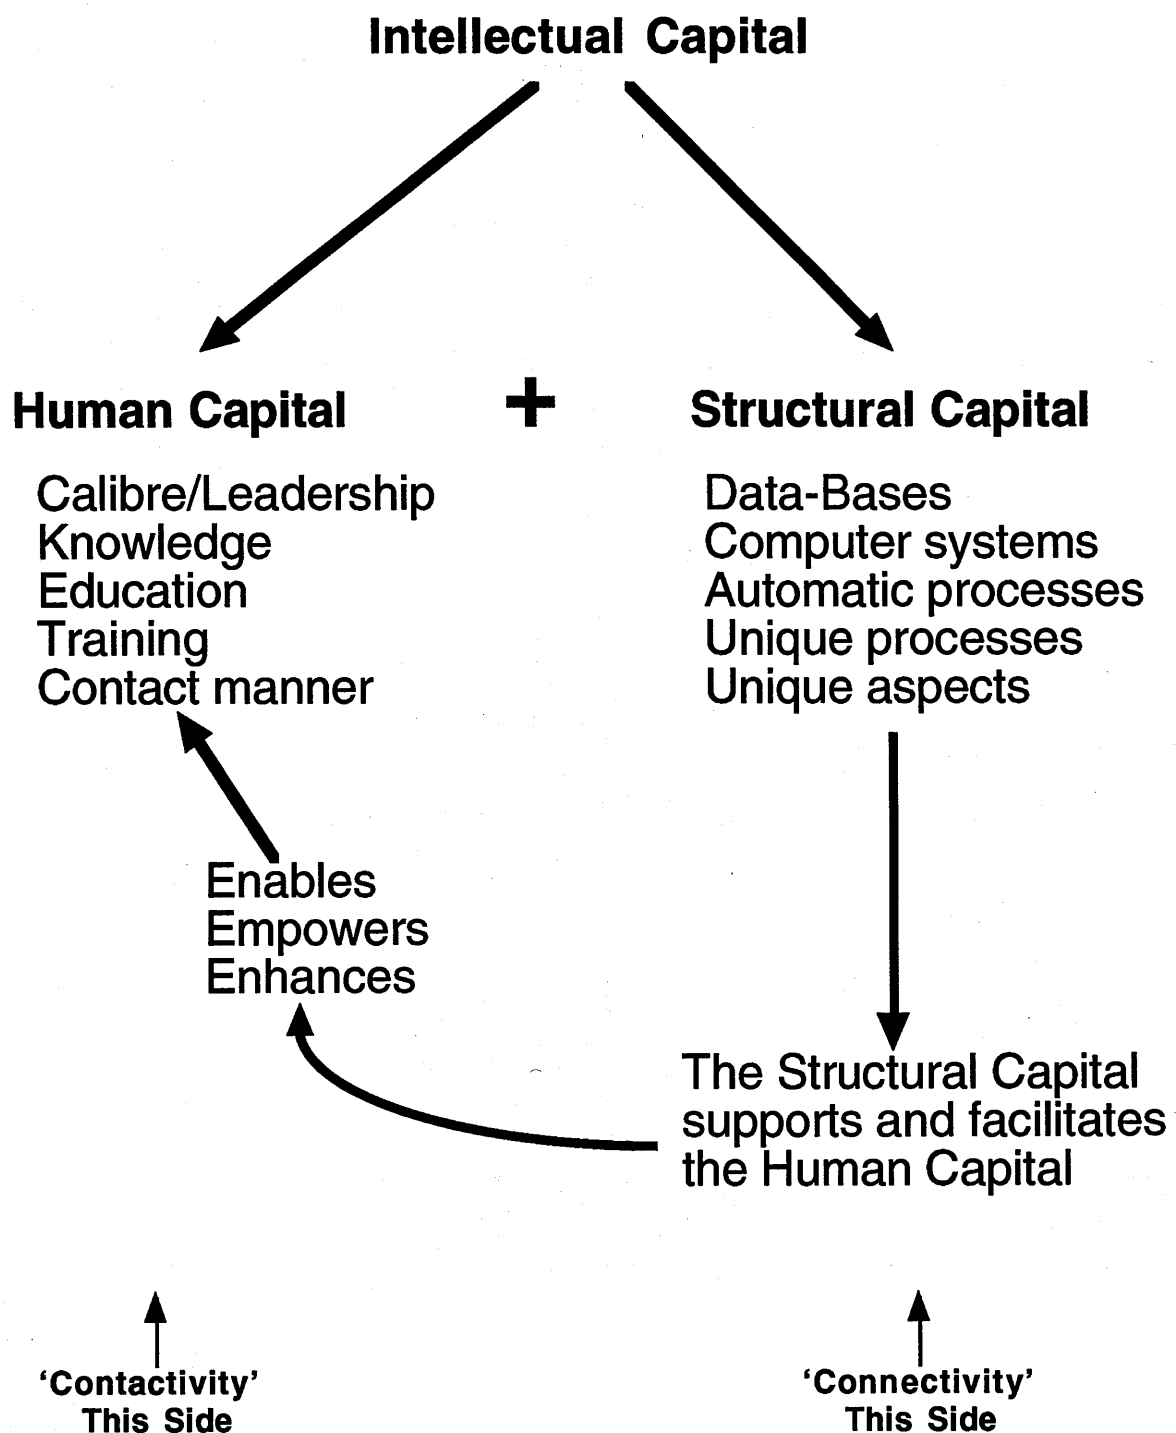 Intellectual Capital
Human Capital
+
Structural Capital
Calibre/Leadership
Knowledge
Education
Training
Contact manner
Data-Bases
Computer systems
Automatic processes
Unique processes
Unique aspects
Enables
Empowers
Enhances
The Structural Capital
supports and facilitates
the Human Capital
‘Contactivity’
This Side
‘Connectivity’
This Side